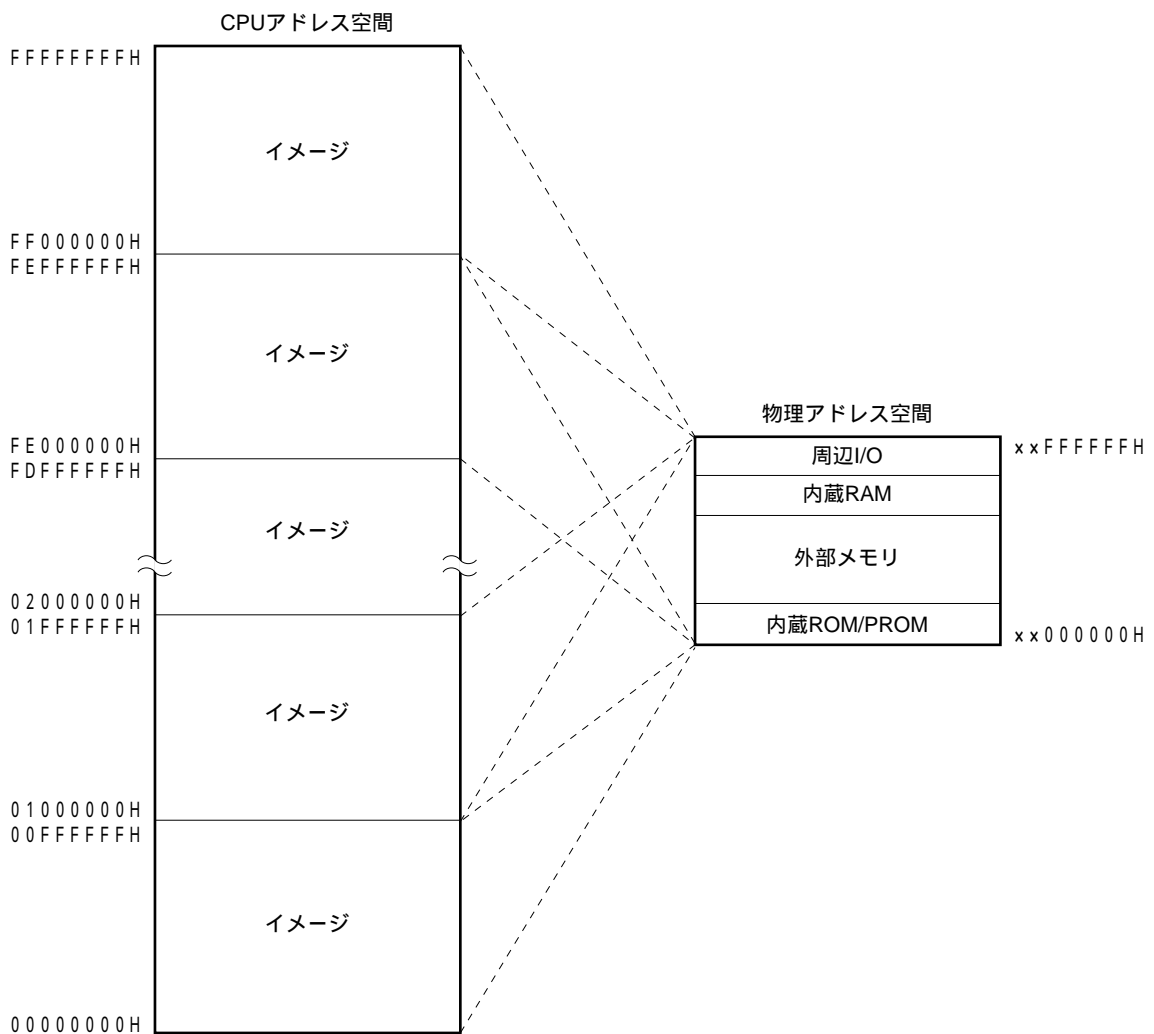 CPUアドレス空間
FFFFFFFFH
イメージ
FF000000H
FEFFFFFFH
イメージ
FE000000H
FDFFFFFFH
イメージ
02000000H
01FFFFFFH
イメージ
01000000H
00FFFFFFH
イメージ
00000000H
物理アドレス空間
周辺I/O
xxFFFFFFH
内蔵RAM
外部メモリ
内蔵ROM/PROM
xx000000H